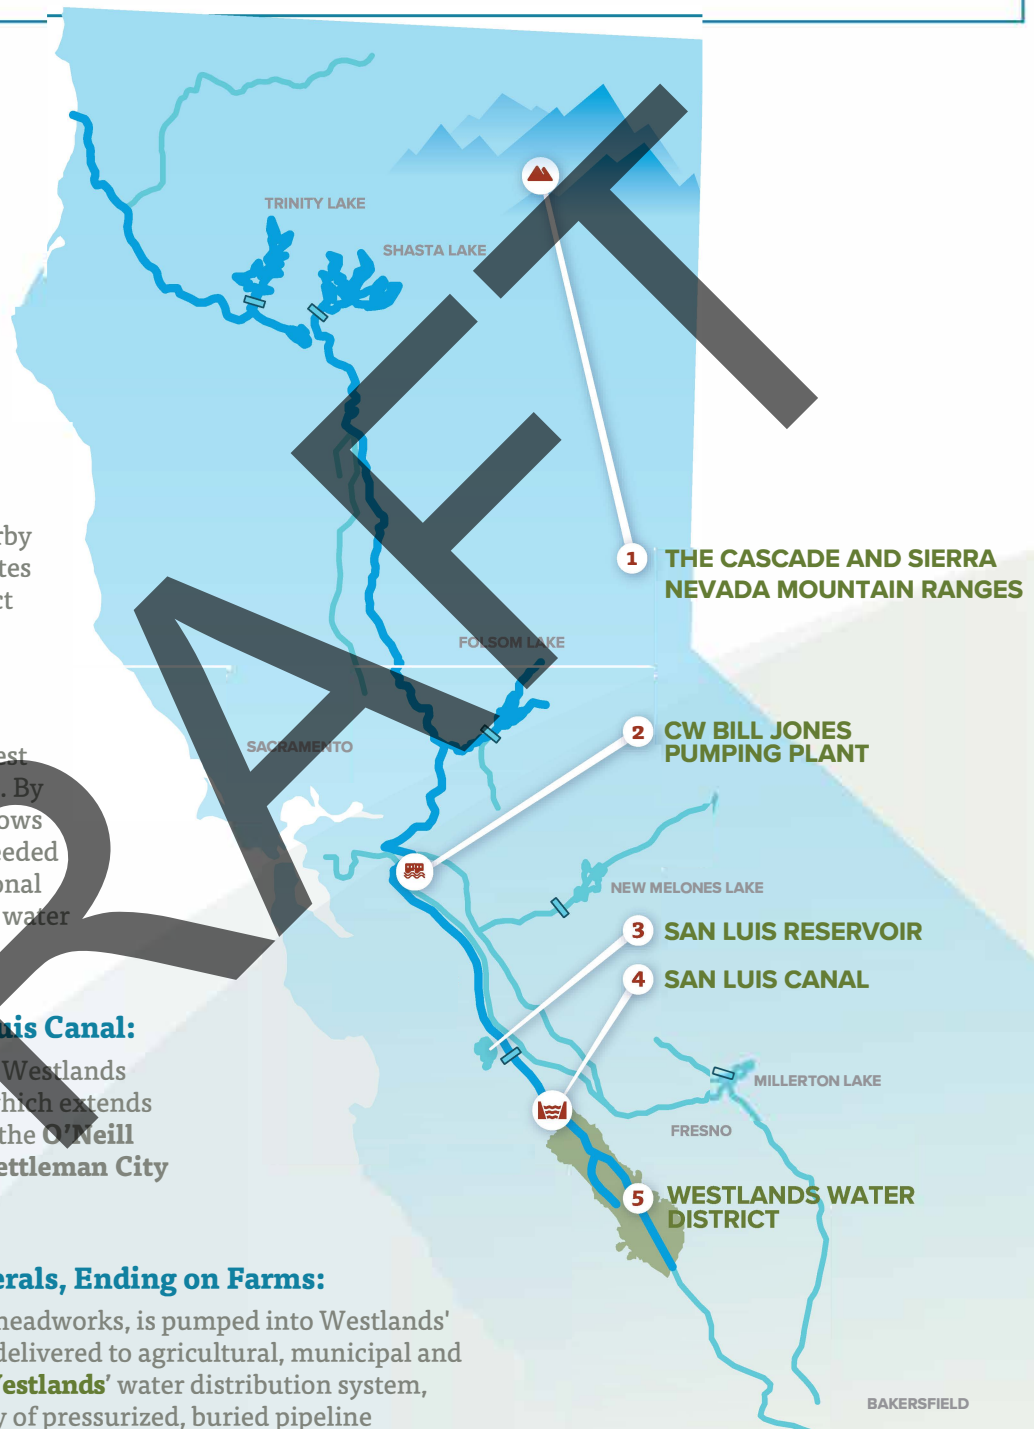 TRINITY LAKE
SHASTA LAKE
rby
tes
ct
1 THE CASCADE AND SIERRA
NEVADA MOUNTAIN RANGES
FOLSOM LAKE
SACRAMENTO
2 CW BILL JONES
PUMPING PLANT
est
. By
ows
eeded
onal
water
NEW MELONES LAKE
3 SAN LUIS RESERVOIR
4 SAN LUIS CANAL
uis Canal:
Westlands
hich extends
the O'Neill
ettleman City
MILLERTON LAKE
FRESNO
5 WESTLANDS WATER
DISTRICT
erals, Ending on Farms:
headworks, is pumped into Westlands'
delivered to agricultural, municipal and
estlands' water distribution system,
y of pressurized, buried pipeline
BAKERSFIELD
RAFT